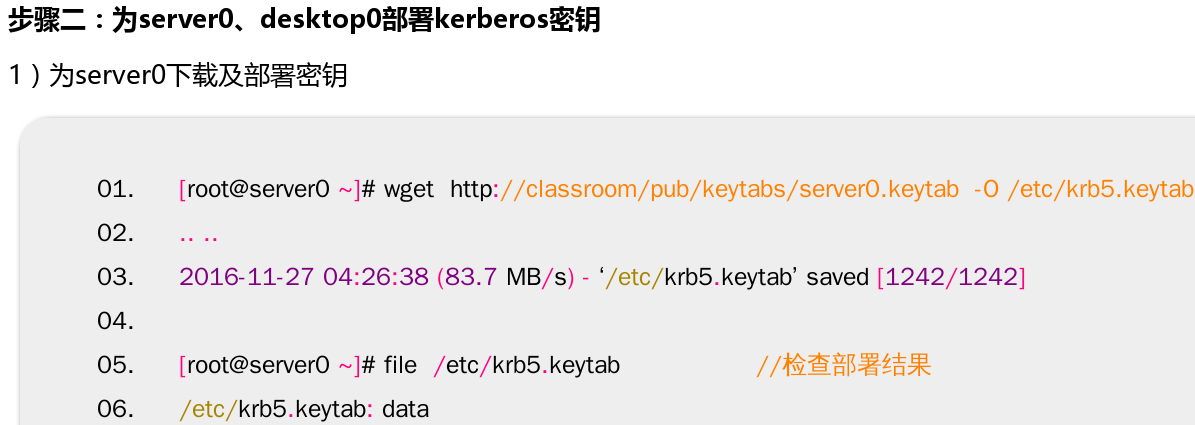 步骤二：为server0、desktop0部署kerberos密钥
1）为server0下载及部署密钥
01. [root@server0 ~]# wget  http://classroom/pub/keytabs/server0.keytab  -O /etc/krb5.keytab
02. .. ..
03. 2016-11-27 04:26:38 (83.7 MB/s) - ‘/etc/krb5.keytab’ saved [1242/1242]
04.
05. [root@server0 ~]# file  /etc/krb5.keytab //检查部署结果
06. /etc/krb5.keytab: data